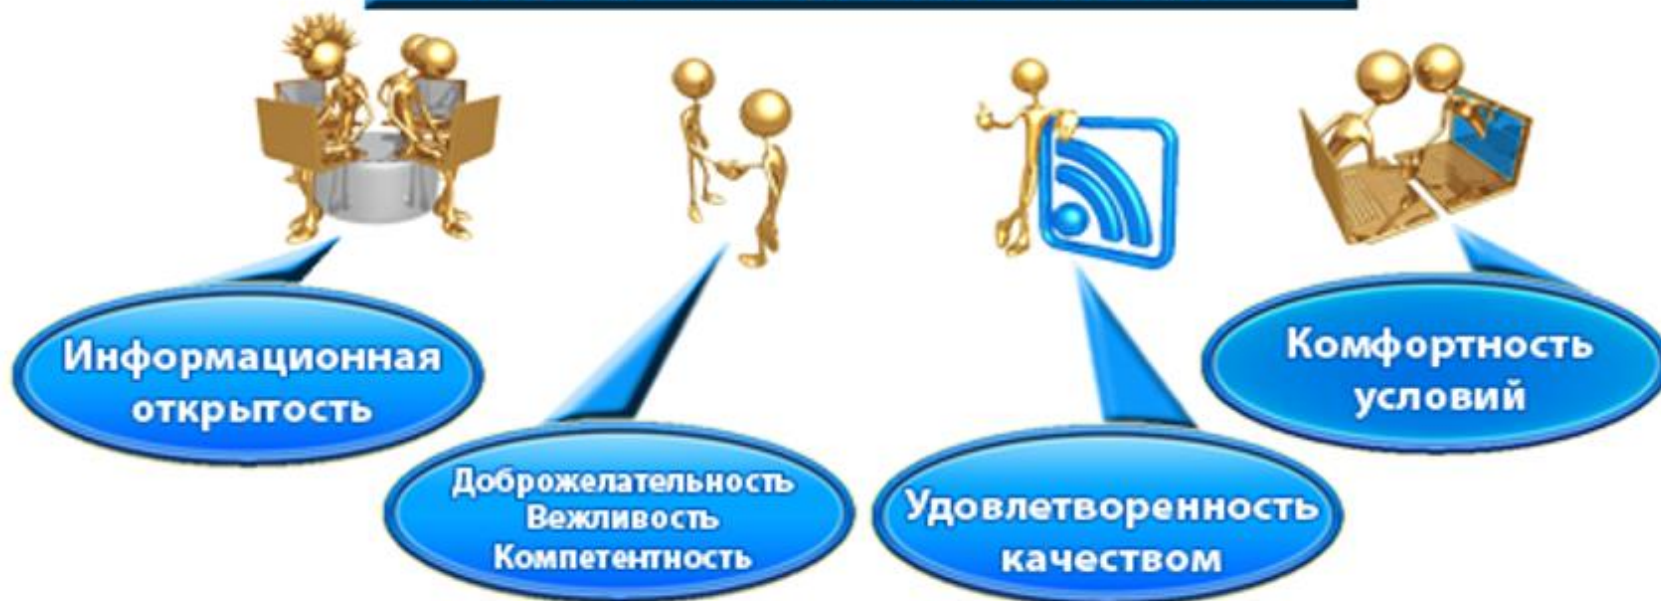 Информационная
открытость
Доброжелательность
Вежливость
Компетентность
Удовлетворенность
качеством
Комфортность
условий